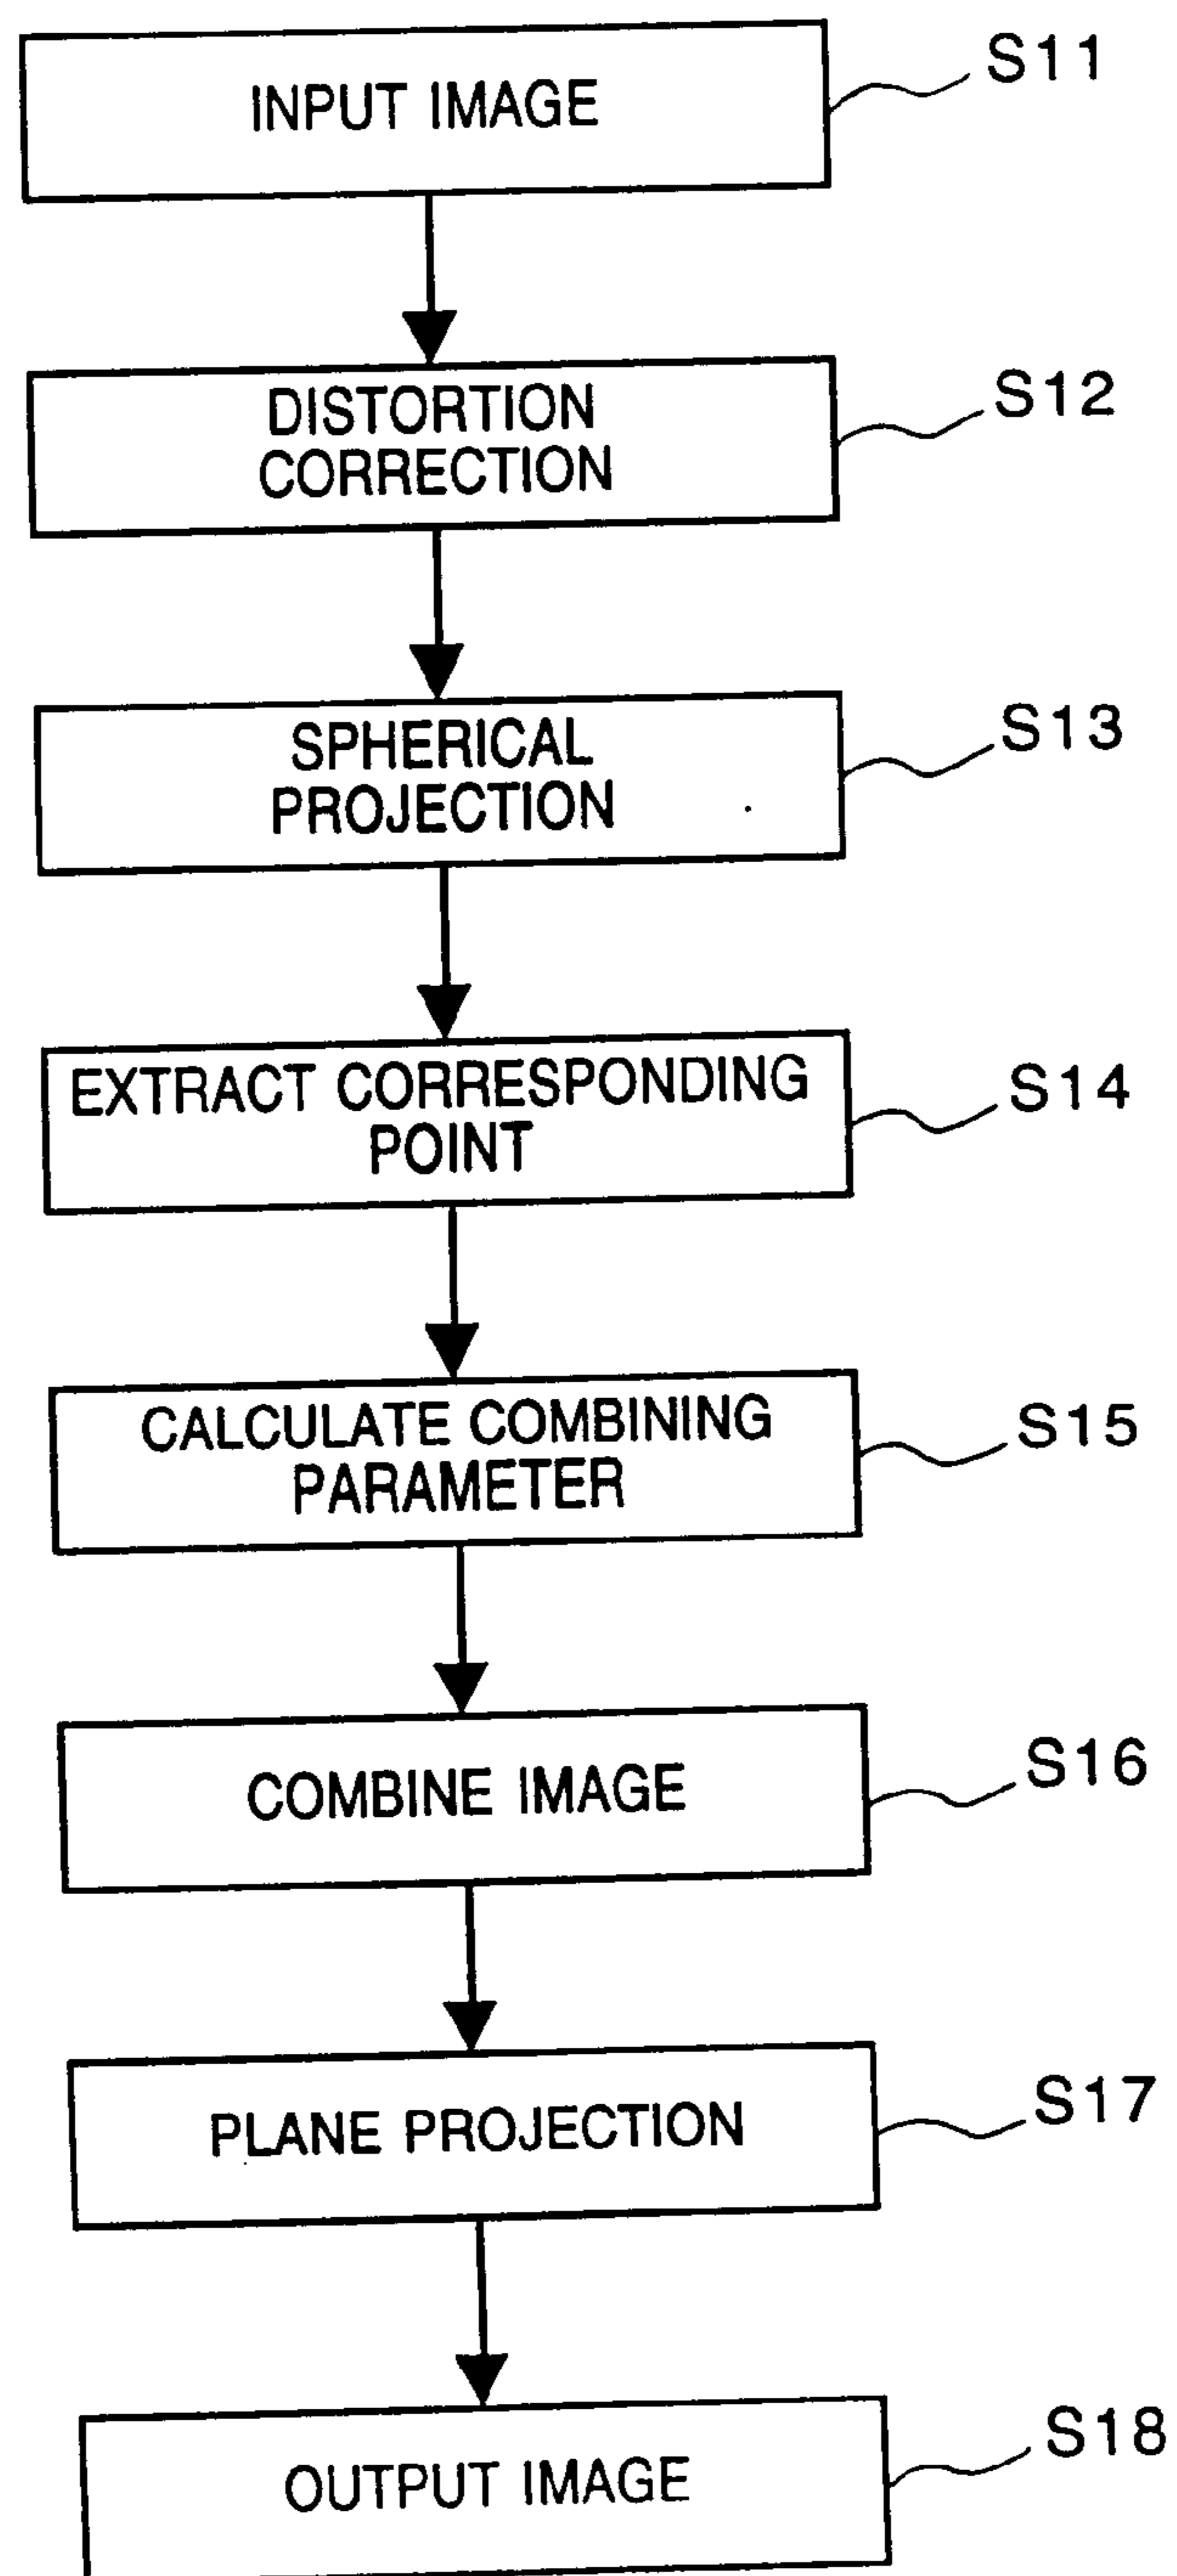 INPUT IMAGE
S11
DISTORTION
CORRECTION
S12
SPHERICAL
PROJECTION
S13
EXTRACT CORRESPONDING
POINT
S14
CALCULATE COMBINING
PARAMETER
S15
COMBINE IMAGE
S16
PLANE PROJECTION
S17
OUTPUT IMAGE
S18